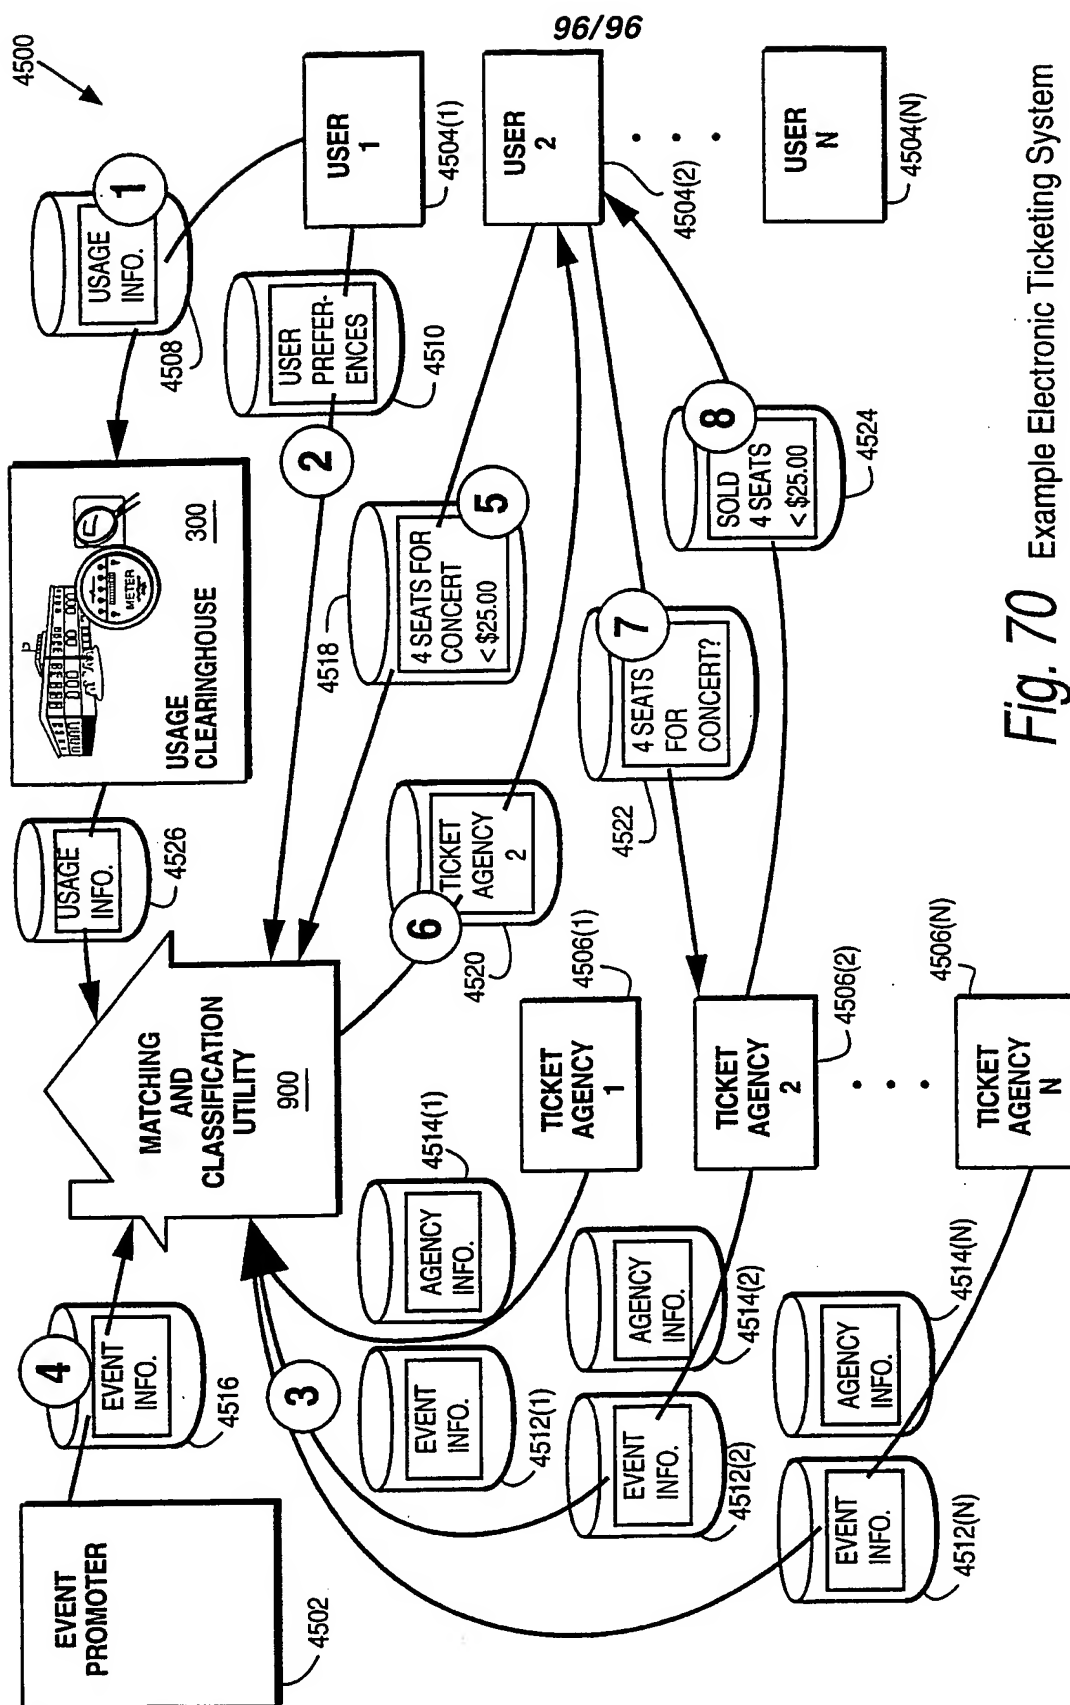 96/96
4500
EVENT
PROMOTER
4502
4
EVENT
INFO.
4516
MATCHING
AND
CLASSIFICATION
UTILITY
900
USAGE
INFO.
4526
USAGE
CLEARINGHOUSE
300
METER
USAGE
INFO.
1
4508
USER
1
4504(1)
2
USER
PREFER-
ENCES
4510
4518
4 SEATS FOR
CONCERT
<$25.00
5
6
TICKET
AGENCY
2
4520
USER
2
4504(2)
3
EVENT
INFO.
4512(1)
AGENCY
INFO.
4514(1)
TICKET
AGENCY
1
4506(1)
4522
4 SEATS
FOR
CONCERT?
7
SOLD
4 SEATS
<$25.00
8
4524
EVENT
INFO.
4512(2)
AGENCY
INFO.
4514(2)
TICKET
AGENCY
2
4506(2)
USER
N
4504(N)
EVENT
INFO.
4512(N)
AGENCY
INFO.
4514(N)
TICKET
AGENCY
N
4506(N)
Fig. 70 Example Electronic Ticketing System